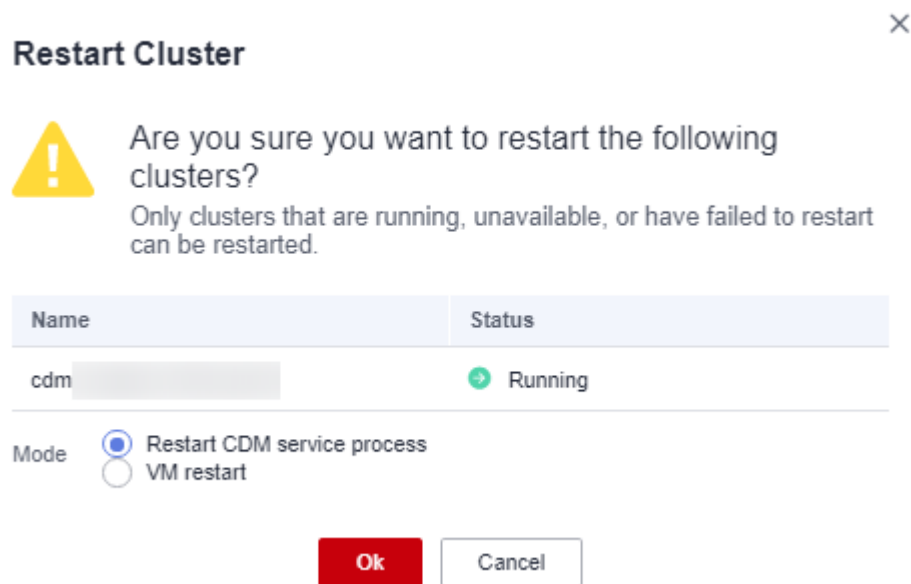 Restart Cluster
Are you sure you want to restart the following
clusters?
Only clusters that are running, unavailable, or have failed to restart
can be restarted.
Name Status
cdm Running
Mode Restart CDM service process
VM restart
Ok Cancel